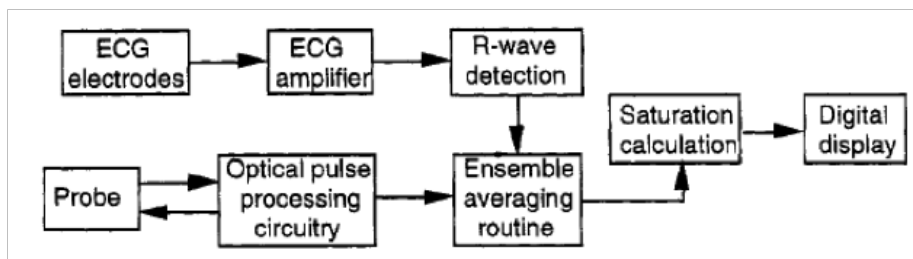 ECG
electrodes
ECG
amplifier
R-wave
detection
Saturation
calculation
Digital
display
Probe
Optical pulse
processing
circuitry
Ensemble
averaging
routine